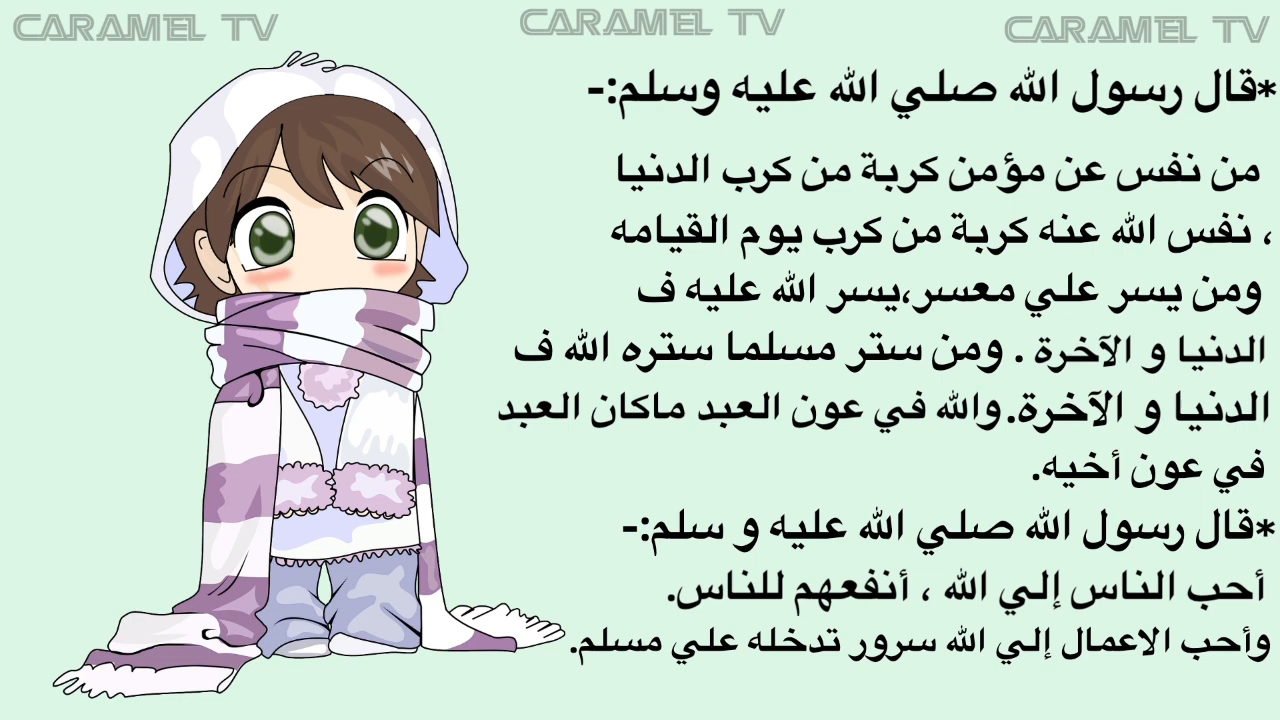 CARAMEL TV
CARAMEL TV
CARAMEL TV
*قال رسول الله صلي الله عليه وسلم:-
من نفس عن مؤمن كربة من كرب الدنيا
، نفس الله عنه كربة من كرب يوم القيامه
ومن يسر علي معسر،يسر الله عليه ف
الدنيا و الآخرة . ومن ستر مسلما ستره الله ف
الدنيا و الآخرة.والله في عون العبد ماكان العبد
في عون أخيه.
*قال رسول الله صلي الله عليه و سلم:-
أحب الناس إلي الله ، أنفعهم للناس.
وأحب الاعمال إلي الله سرور تدخله علي مسلم.